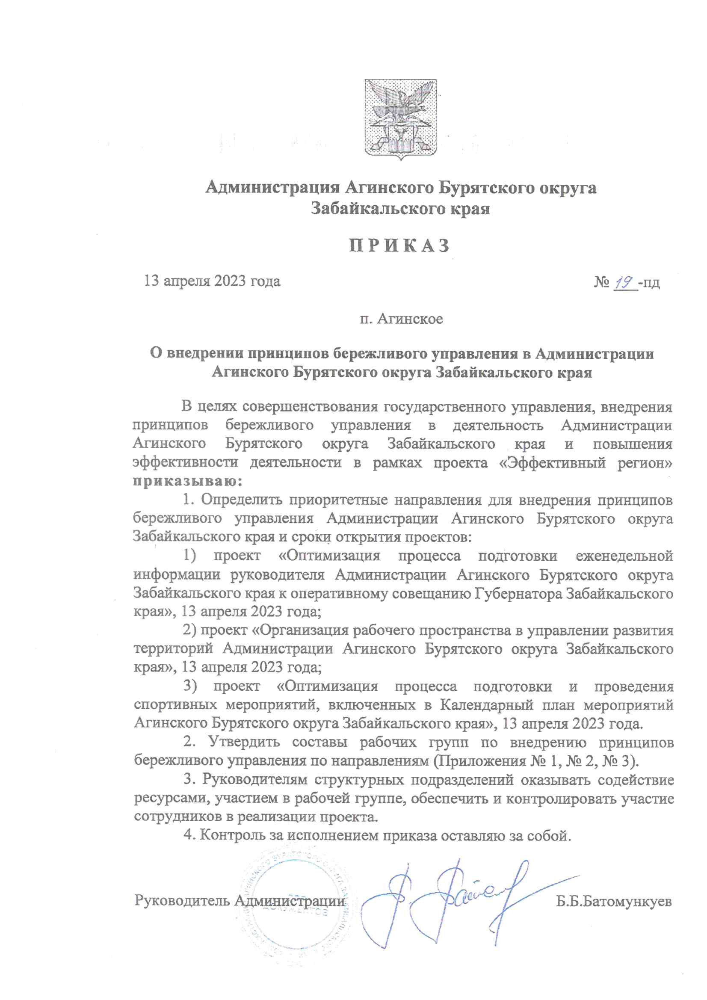 Администрация Агинского Бурятского округа
Забайкальского края
П Р И К А З
13 апреля 2023 года
№ 19 -пд
п. Агинское
О внедрении принципов бережливого управления в Администрации
Агинского Бурятского округа Забайкальского края
В целях совершенствования государственного управления, внедрения
принципов бережливого управления в деятельность Администрации
Агинского Бурятского округа Забайкальского края и повышения
эффективности деятельности в рамках проекта «Эффективный регион»
приказываю:
1. Определить приоритетные направления для внедрения принципов
бережливого управления Администрации Агинского Бурятского округа
Забайкальского края и сроки открытия проектов:
1) проект «Оптимизация процесса подготовки еженедельной
информации руководителя Администрации Агинского Бурятского округа
Забайкальского края к оперативному совещанию Губернатора Забайкальского
края», 13 апреля 2023 года;
2) проект «Организация рабочего пространства в управлении развития
территорий Администрации Агинского Бурятского округа Забайкальского
края», 13 апреля 2023 года;
3) проект «Оптимизация процесса подготовки и проведения
спортивных мероприятий, включенных в Календарный план мероприятий
Агинского Бурятского округа Забайкальского края», 13 апреля 2023 года.
2. Утвердить составы рабочих групп по внедрению принципов
бережливого управления по направлениям (Приложения № 1, № 2, № 3).
3. Руководителям структурных подразделений оказывать содействие
ресурсами, участием в рабочей группе, обеспечить и контролировать участие
сотрудников в реализации проекта.
4. Контроль за исполнением приказа оставляю за собой.
Руководитель Администрации
Б.Б.Батомункуев
ДОКУМЕНТОВ